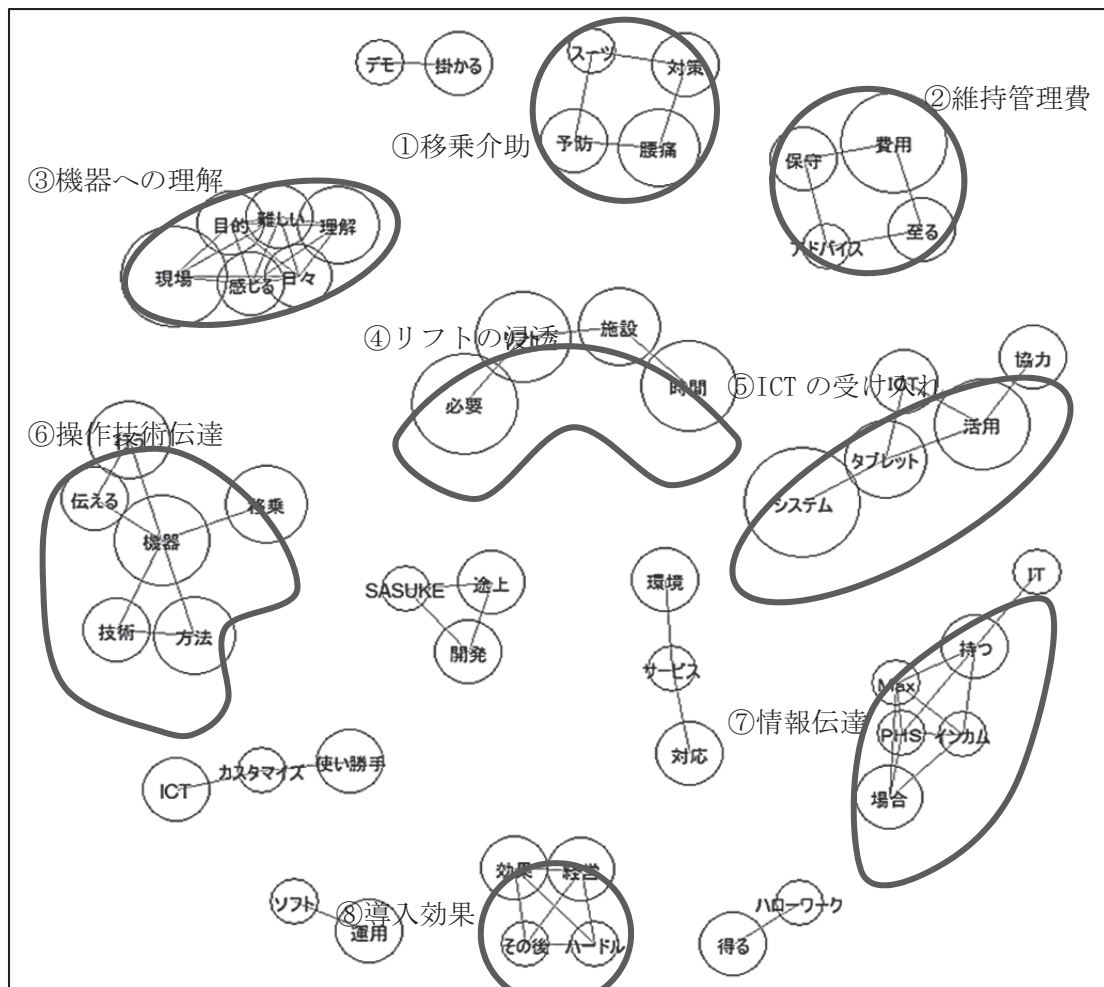 デモ
掛かる
スーツ
対策
①移乗介助
予防
腰痛
②維持管理費
保守
費用
アドバイス
至る
③機器への理解
目的
難しい
理解
現場
感じる
日々
④リフトの浸透
施設
必要
時間
⑤ICTの受け入れ
ICT
協力
活用
タブレット
システム
⑥操作技術伝達
伝える
移乗
機器
技術
方法
SASUKE
途上
開発
環境
サービス
対応
IT
持つ
Max
⑦情報伝達
PHS
インカム
場合
ICT
カスタマイズ
使い勝手
効果
経営
⑧導入効果
その後
ハードル
ソフト
運用
ハローワーク
得る